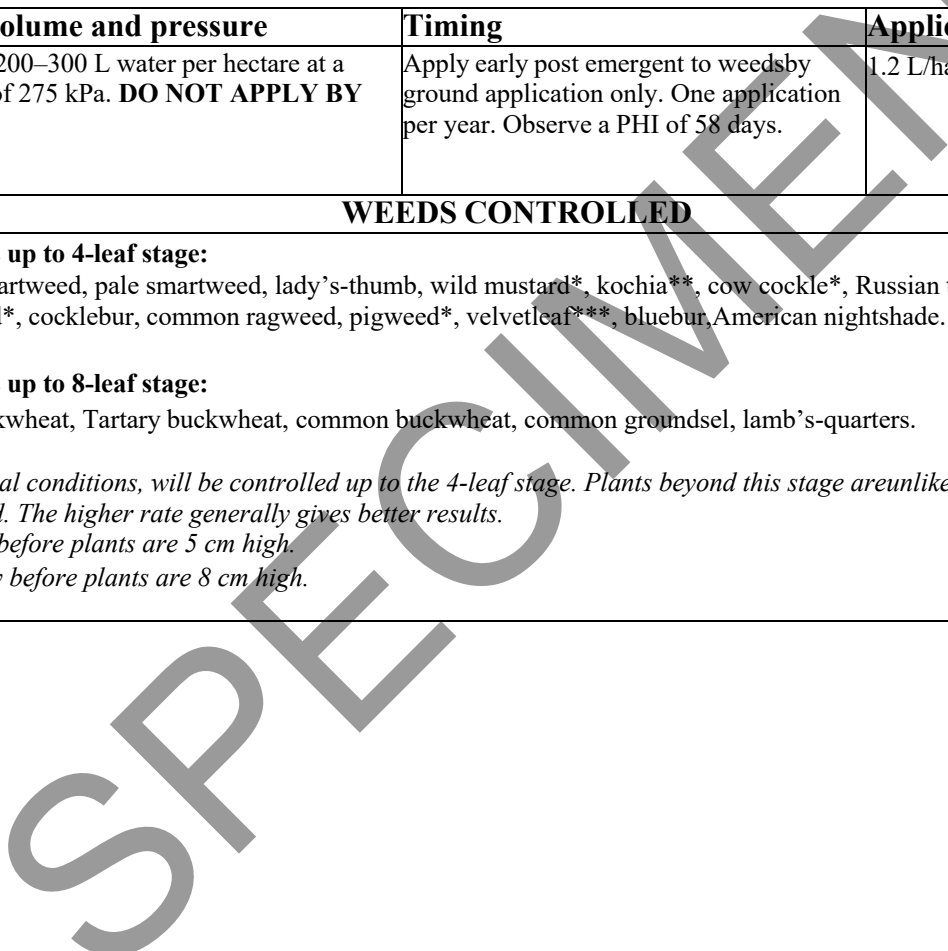 olume and pressure
Timing
Applic
200–300 L water per hectare at a
of 275 kPa. DO NOT APPLY BY
Apply early post emergent to weedsby
ground application only. One application
per year. Observe a PHI of 58 days.
1.2 L/ha
WEEDS CONTROLLED
up to 4-leaf stage:
artweed, pale smartweed, lady’s-thumb, wild mustard*, kochia**, cow cockle*, Russian t
d*, cocklebur, common ragweed, pigweed*, velvetleaf***, bluebur,American nightshade.
up to 8-leaf stage:
kwheat, Tartary buckwheat, common buckwheat, common groundsel, lamb’s-quarters.
al conditions, will be controlled up to the 4-leaf stage. Plants beyond this stage areunlike
d. The higher rate generally gives better results.
before plants are 5 cm high.
y before plants are 8 cm high.
SPECIMEN